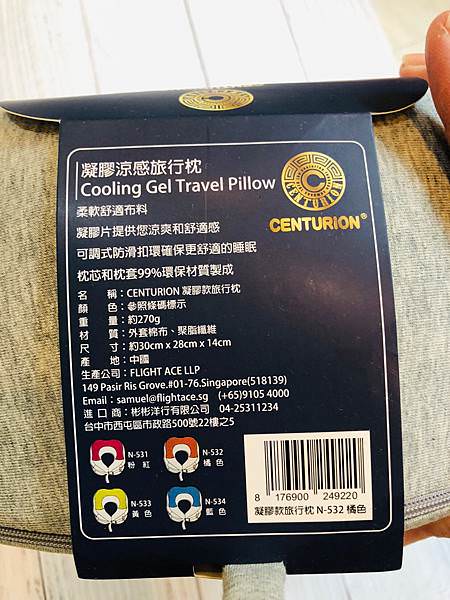 凝膠涼感旅行枕
Cooling Gel Travel Pillow
CENTURION
CENTURION®
柔軟舒適布料
凝膠片提供您涼爽和舒適感
可調式防滑扣環確保更舒適的睡眠
枕芯和枕套99%環保材質製成
名 稱：CENTURION 凝膠款旅行枕
顏 色：參照條碼標示
重 量：約270g
材 質：外套棉布、聚脂纖維
尺 寸：約30cm x 28cm x 14cm
產 地：中國
生產公司：FLIGHT ACE LLP
149 Pasir Ris Grove.#01-76.Singapore(518139)
Email：samuel@flightace.sg (+65)9105 4000
進 口 商：彬彬洋行有限公司 04-25311234
台中市西屯區市政路500號22樓之5
N-531
粉 紅
N-532
橘 色
N-533
黃 色
N-534
藍 色
8 176900 249220
凝膠款旅行枕 N-532 橘色